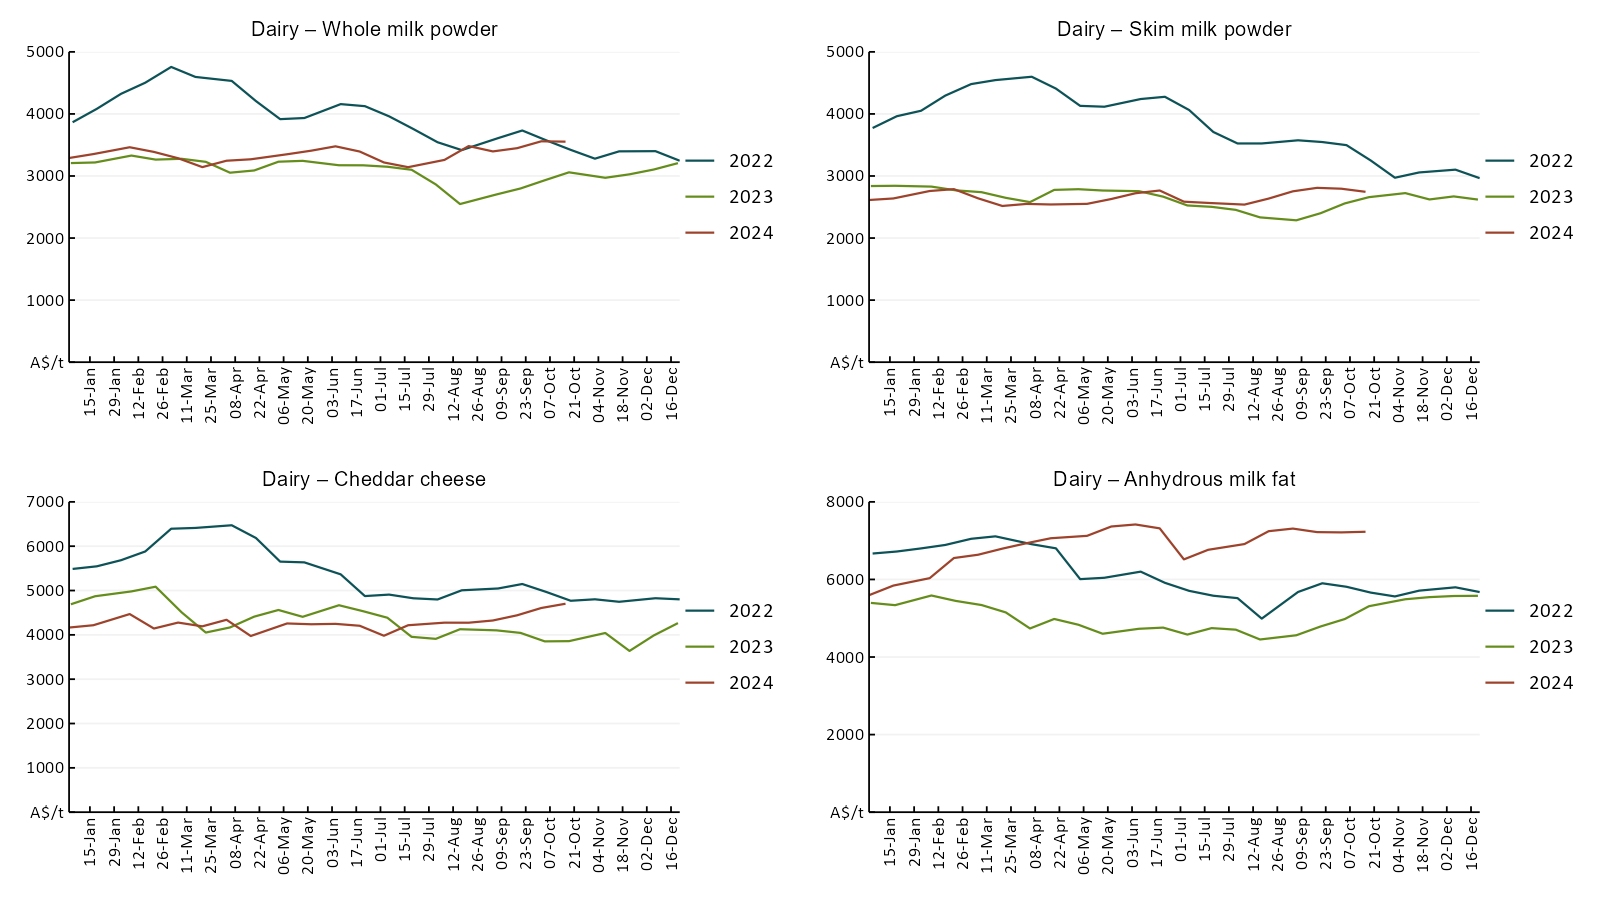 Dairy – Whole milk powder
5000
4000
3000
2000
1000
A$/t
15-Jan
29-Jan
12-Feb
26-Feb
11-Mar
25-Mar
08-Apr
22-Apr
06-May
20-May
03-Jun
17-Jun
01-Jul
15-Jul
29-Jul
12-Aug
26-Aug
09-Sep
23-Sep
07-Oct
21-Oct
04-Nov
18-Nov
02-Dec
16-Dec
2022
2023
2024
Dairy – Skim milk powder
5000
4000
3000
2000
1000
A$/t
15-Jan
29-Jan
12-Feb
26-Feb
11-Mar
25-Mar
08-Apr
22-Apr
06-May
20-May
03-Jun
17-Jun
01-Jul
15-Jul
29-Jul
12-Aug
26-Aug
09-Sep
23-Sep
07-Oct
21-Oct
04-Nov
18-Nov
02-Dec
16-Dec
2022
2023
2024
Dairy – Cheddar cheese
7000
6000
5000
4000
3000
2000
1000
A$/t
15-Jan
29-Jan
12-Feb
26-Feb
11-Mar
25-Mar
08-Apr
22-Apr
06-May
20-May
03-Jun
17-Jun
01-Jul
15-Jul
29-Jul
12-Aug
26-Aug
09-Sep
23-Sep
07-Oct
21-Oct
04-Nov
18-Nov
02-Dec
16-Dec
2022
2023
2024
Dairy – Anhydrous milk fat
8000
6000
4000
2000
A$/t
15-Jan
29-Jan
12-Feb
26-Feb
11-Mar
25-Mar
08-Apr
22-Apr
06-May
20-May
03-Jun
17-Jun
01-Jul
15-Jul
29-Jul
12-Aug
26-Aug
09-Sep
23-Sep
07-Oct
21-Oct
04-Nov
18-Nov
02-Dec
16-Dec
2022
2023
2024